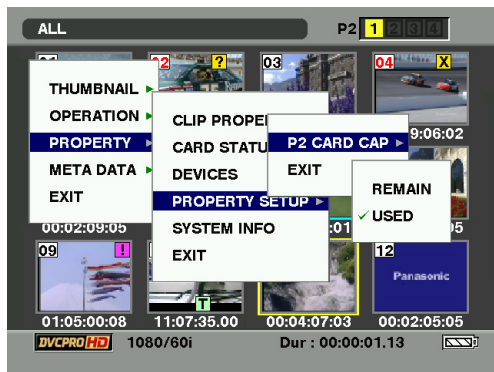 ALL P2 1 2 3 4
02 ? 03 04 X
THUMBNAIL
OPERATION
PROPERTY
META DATA
EXIT
CLIP PROPE
CARD STATU
DEVICES
PROPERTY SETUP
SYSTEM INFO
EXIT
P2 CARD CAP
EXIT
REMAIN
USED
9:06:02
00:02:09:05 :01 05
09 ! 12
T Panasonic
01:05:00:08 11:07:35.00 00:04:07:03 00:02:05:05
DVCPRO HD 1080/60i Dur : 00:00:01.13